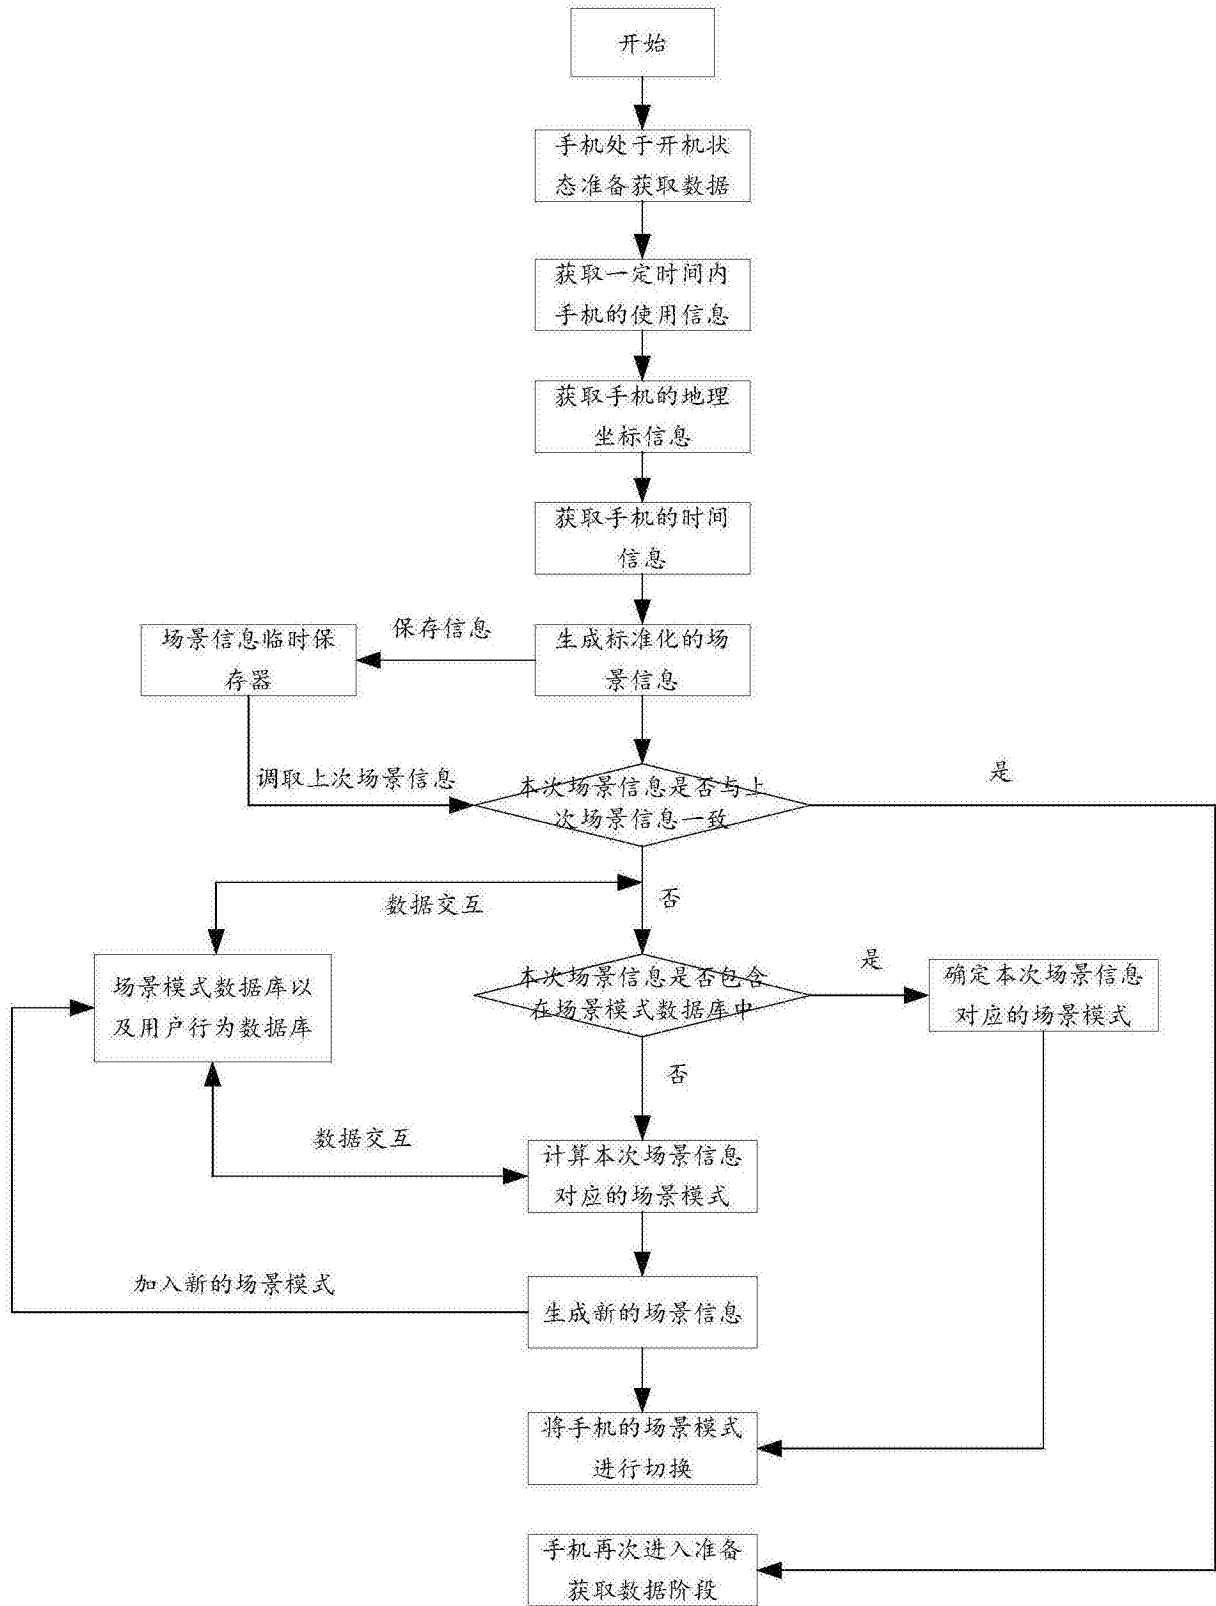 开始
手机处于开机状
态准备获取数据
获取一定时间内
手机的使用信息
获取手机的地理
坐标信息
获取手机的时间
信息
保存信息
场景信息临时保
存器
生成标准化的场
景信息
调取上次场景信息
本次场景信息是否与上
次场景信息一致
是
数据交互
否
场景模式数据库以
及用户行为数据库
本次场景信息是否包含
在场景模式数据库中
是
确定本次场景信息
对应的场景模式
否
数据交互
计算本次场景信息
对应的场景模式
加入新的场景模式
生成新的场景信息
将手机的场景模式
进行切换
手机再次进入准备
获取数据阶段